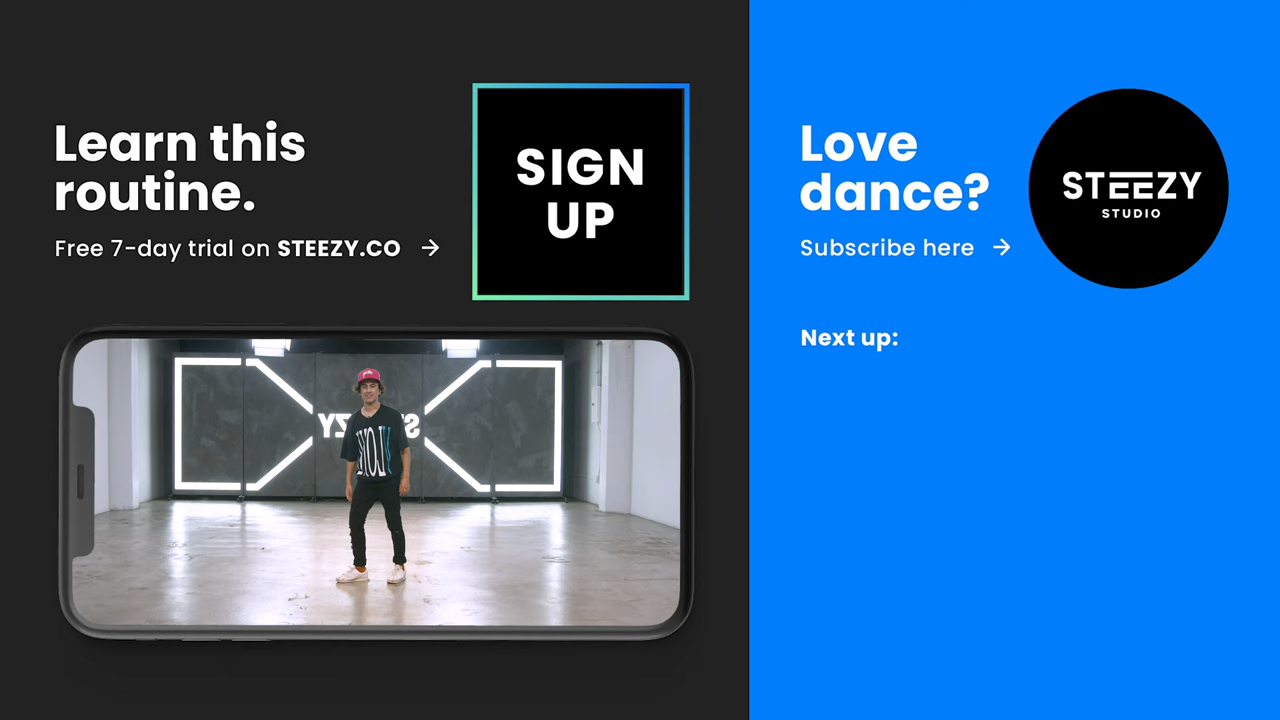 Learn this
routine.
Free 7-day trial on STEEZY.CO →
SIGN
UP
Love
dance?
Subscribe here →
STEEZY
STUDIO
Next up: